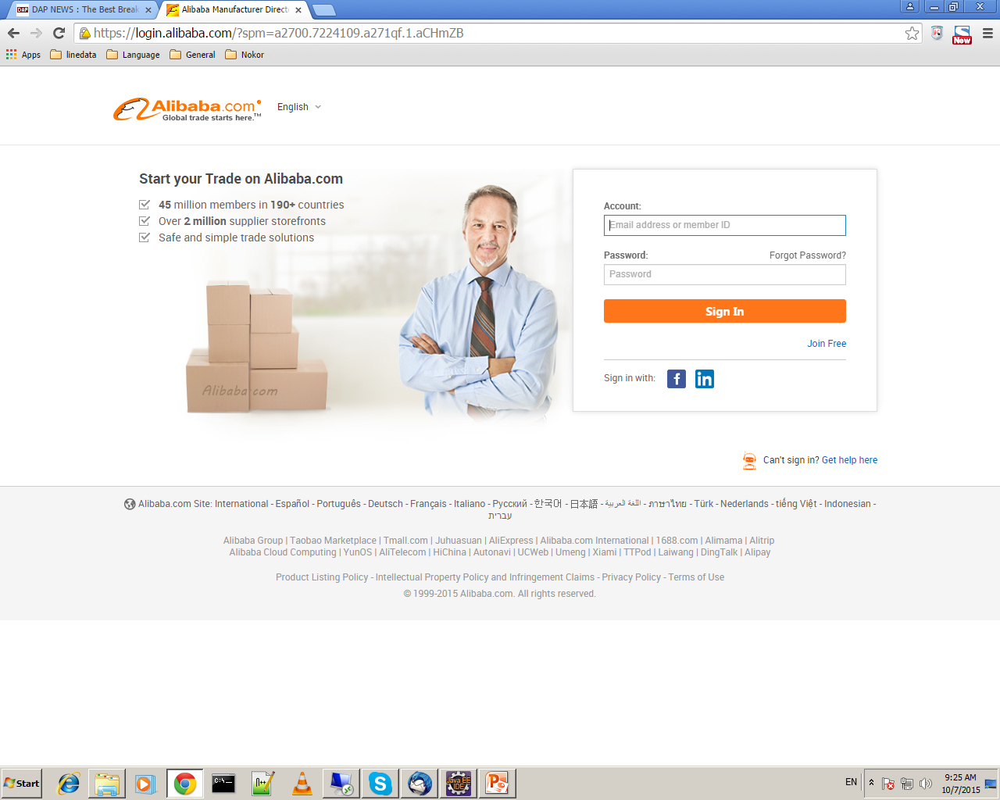 DAP NEWS : The Best Break
Alibaba Manufacturer Direct
https://login.alibaba.com/?spm=a2700.7224109.a271qf.1.aCHmZB
New
Apps linedata Language General Nokor
Alibaba.com
Global trade starts here.™
English
Start your Trade on Alibaba.com
45 million members in 190+ countries
Over 2 million supplier storefronts
Safe and simple trade solutions
Alibaba.com
Account:
Email address or member ID
Password: Forgot Password?
Password
Sign In
Join Free
Sign in with:
Can't sign in? Get help here
Alibaba.com Site: International - Español - Português - Deutsch - Français - Italiano - Русский - 한국어 - 日本語 - اللغة العربية - ภาษาไทย - Türk - Nederlands - tiếng Việt - Indonesian -
עברית
Alibaba Group | Taobao Marketplace | Tmall.com | Juhuasuan | AliExpress | Alibaba.com International | 1688.com | Alimama | Alitrip
Alibaba Cloud Computing | YunOS | AliTelecom | HiChina | Autonavi | UCWeb | Umeng | Xiami | TTPod | Laiwang | DingTalk | Alipay
Product Listing Policy - Intellectual Property Policy and Infringement Claims - Privacy Policy - Terms of Use
© 1999-2015 Alibaba.com. All rights reserved.
Start
Java EE
IDE
EN
9:25 AM
10/7/2015